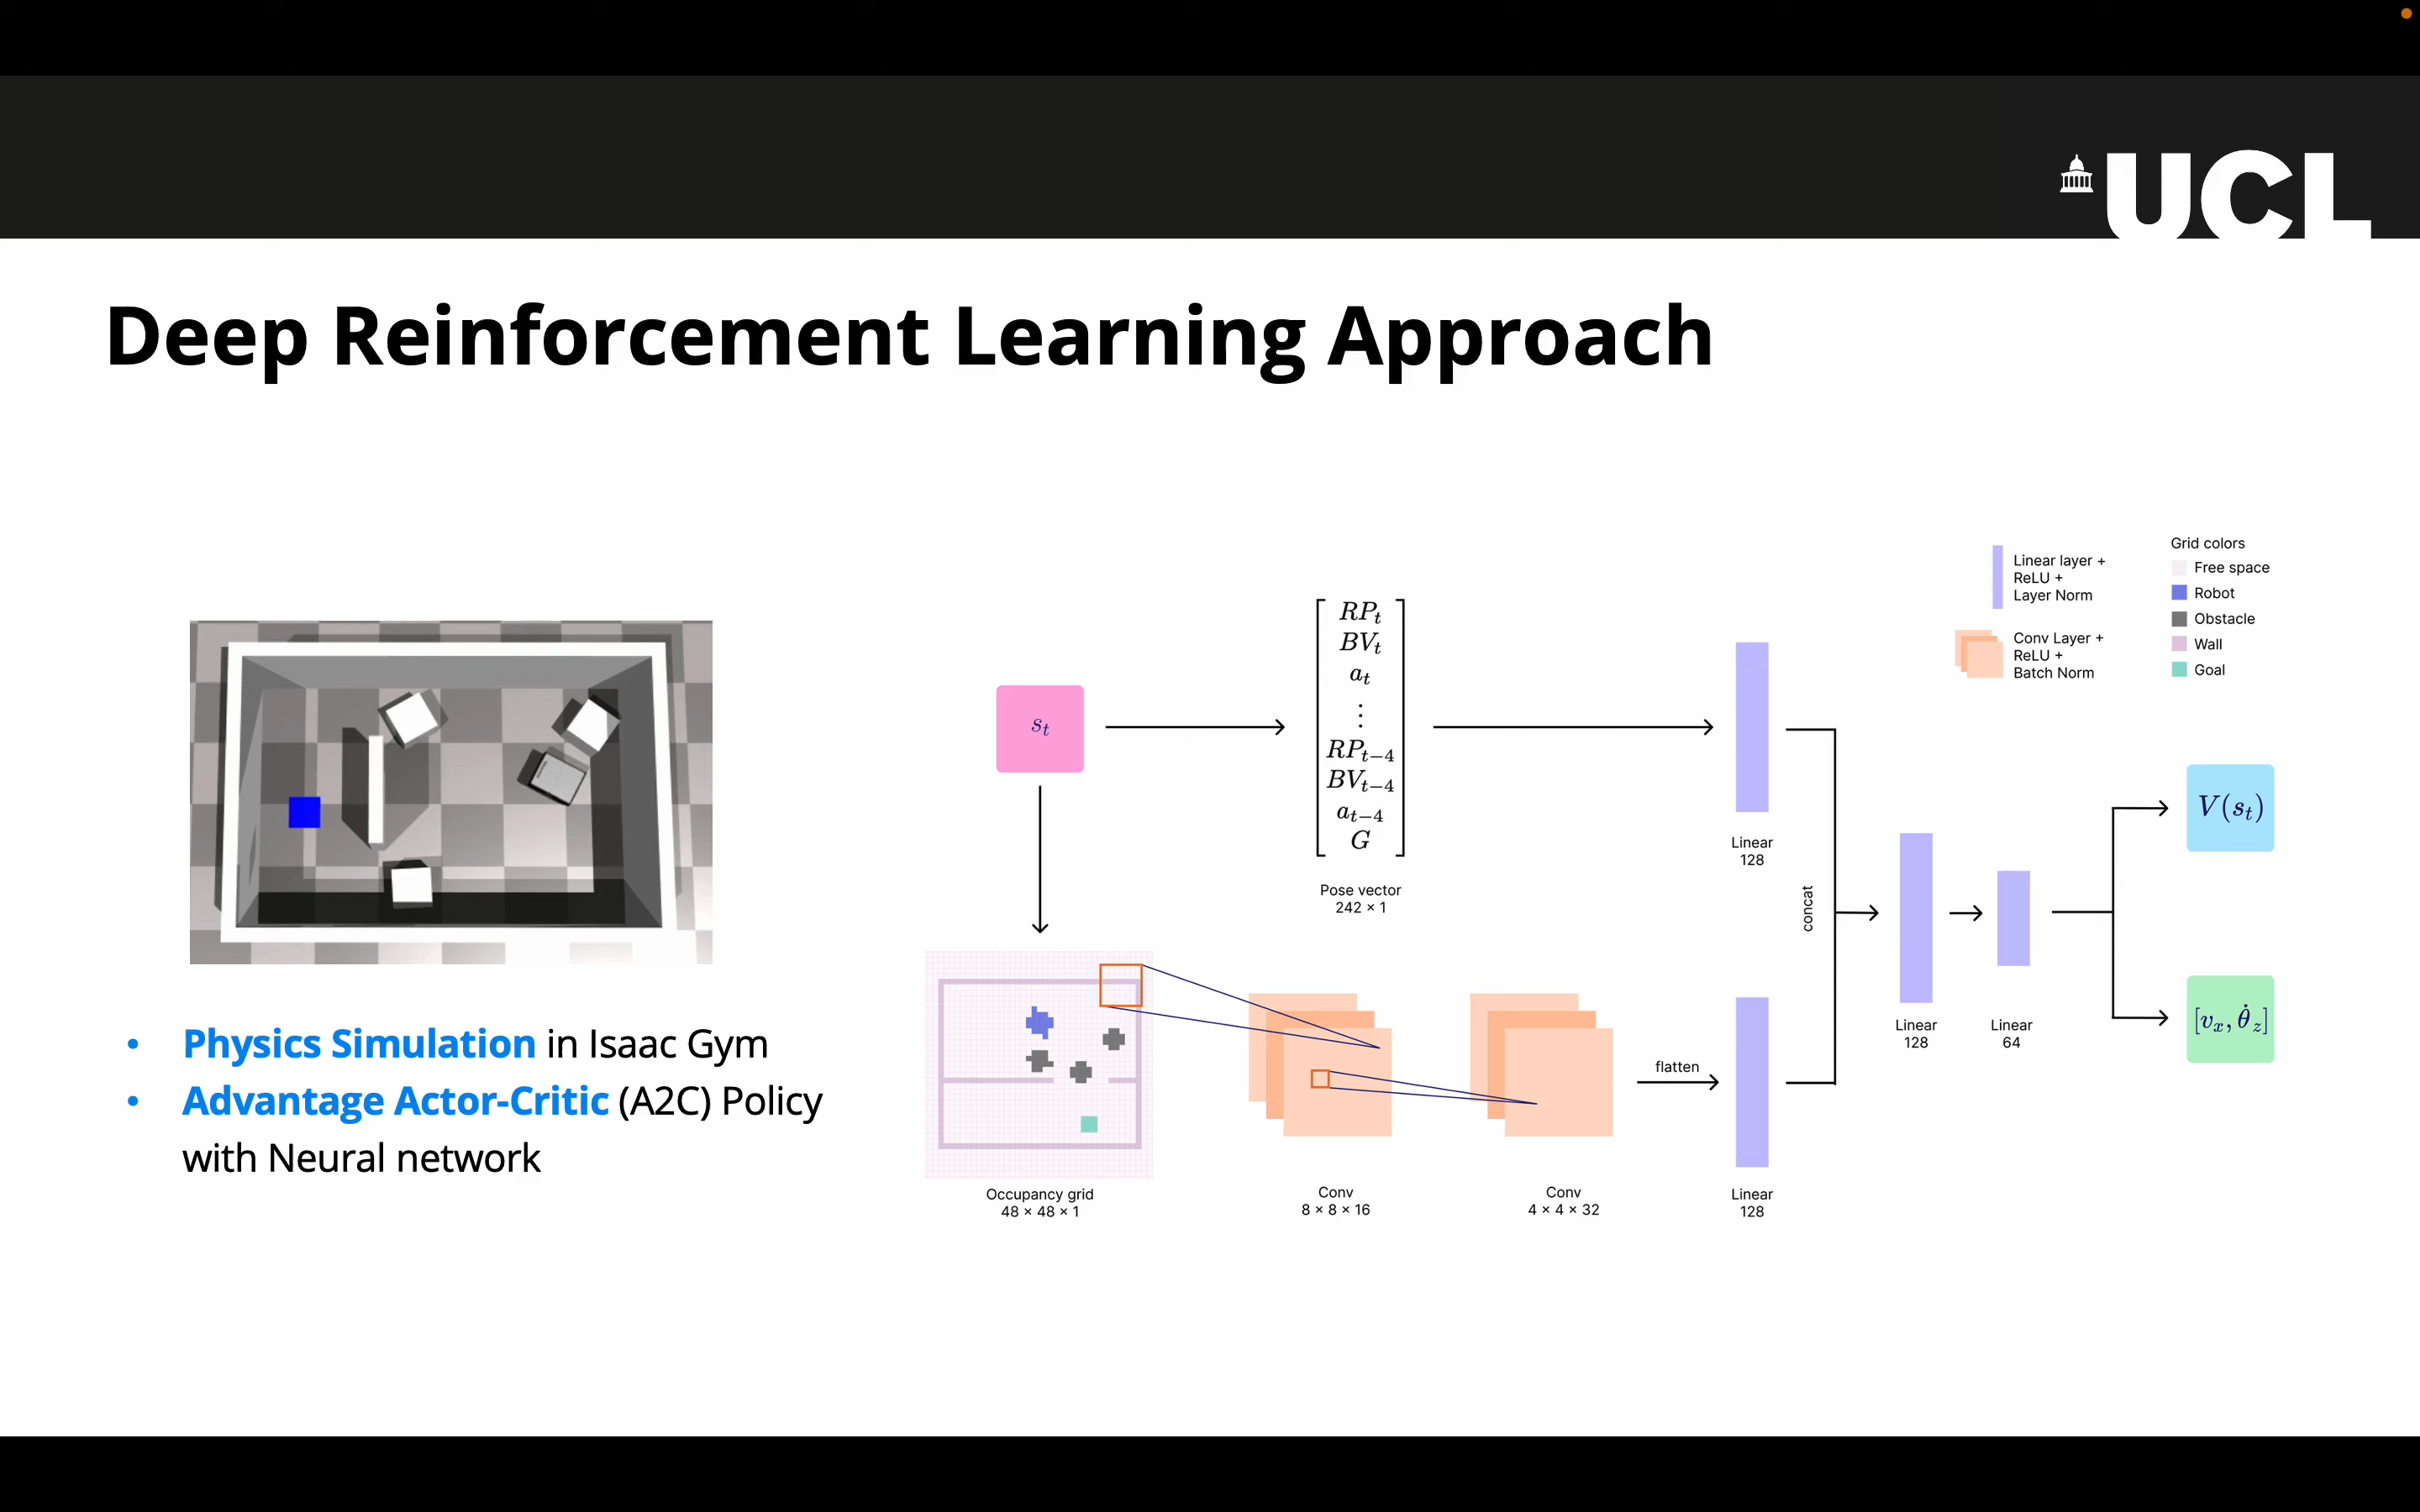 UCL
Deep Reinforcement Learning Approach
• Physics Simulation in Isaac Gym
• Advantage Actor-Critic (A2C) Policy
with Neural network
s_t
RP_t
BV_t
a_t
⋮
RP_{t−4}
BV_{t−4}
a_{t−4}
G
Pose vector
242 × 1
Linear
128
Occupancy grid
48 × 48 × 1
Conv
8 × 8 × 16
Conv
4 × 4 × 32
flatten
Linear
128
concat
Linear
128
Linear
64
V(s_t)
[v_x, θ̇_z]
Linear layer +
ReLU +
Layer Norm
Conv Layer +
ReLU +
Batch Norm
Grid colors
Free space
Robot
Obstacle
Wall
Goal